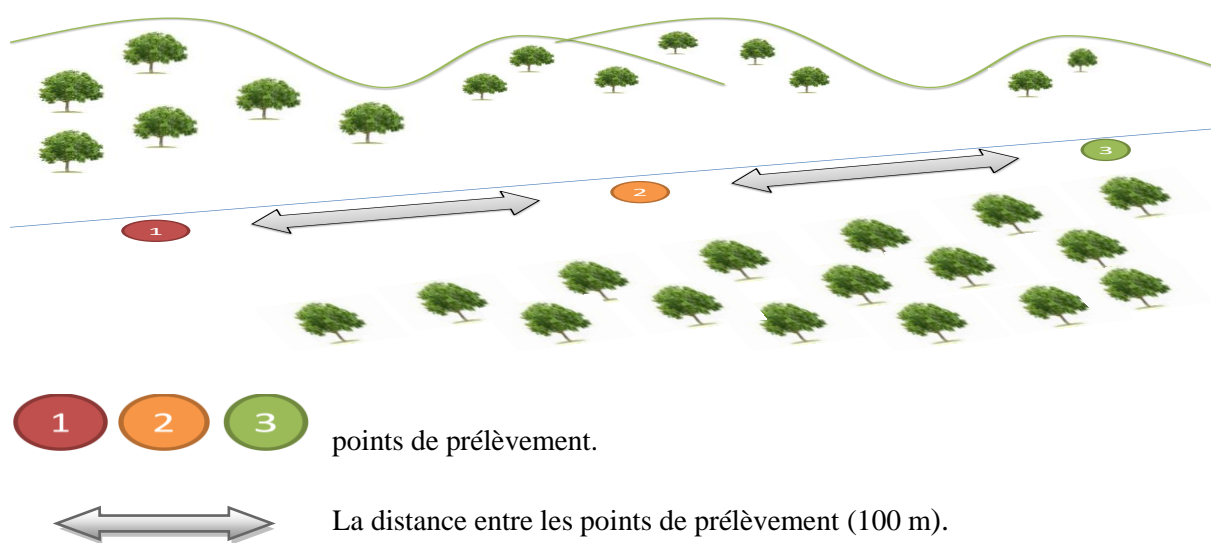 3
2
1
1 2 3
points de prélèvement.
La distance entre les points de prélèvement (100 m).